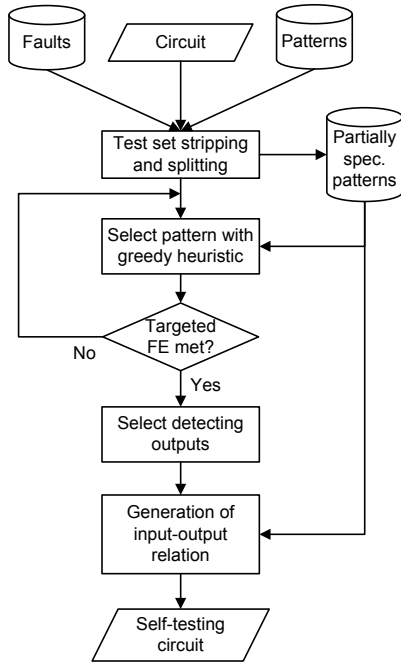 Faults
Circuit
Patterns
Test set stripping
and splitting
Partially
spec.
patterns
Select pattern with
greedy heuristic
Targeted
FE met?
No
Yes
Select detecting
outputs
Generation of
input-output
relation
Self-testing
circuit